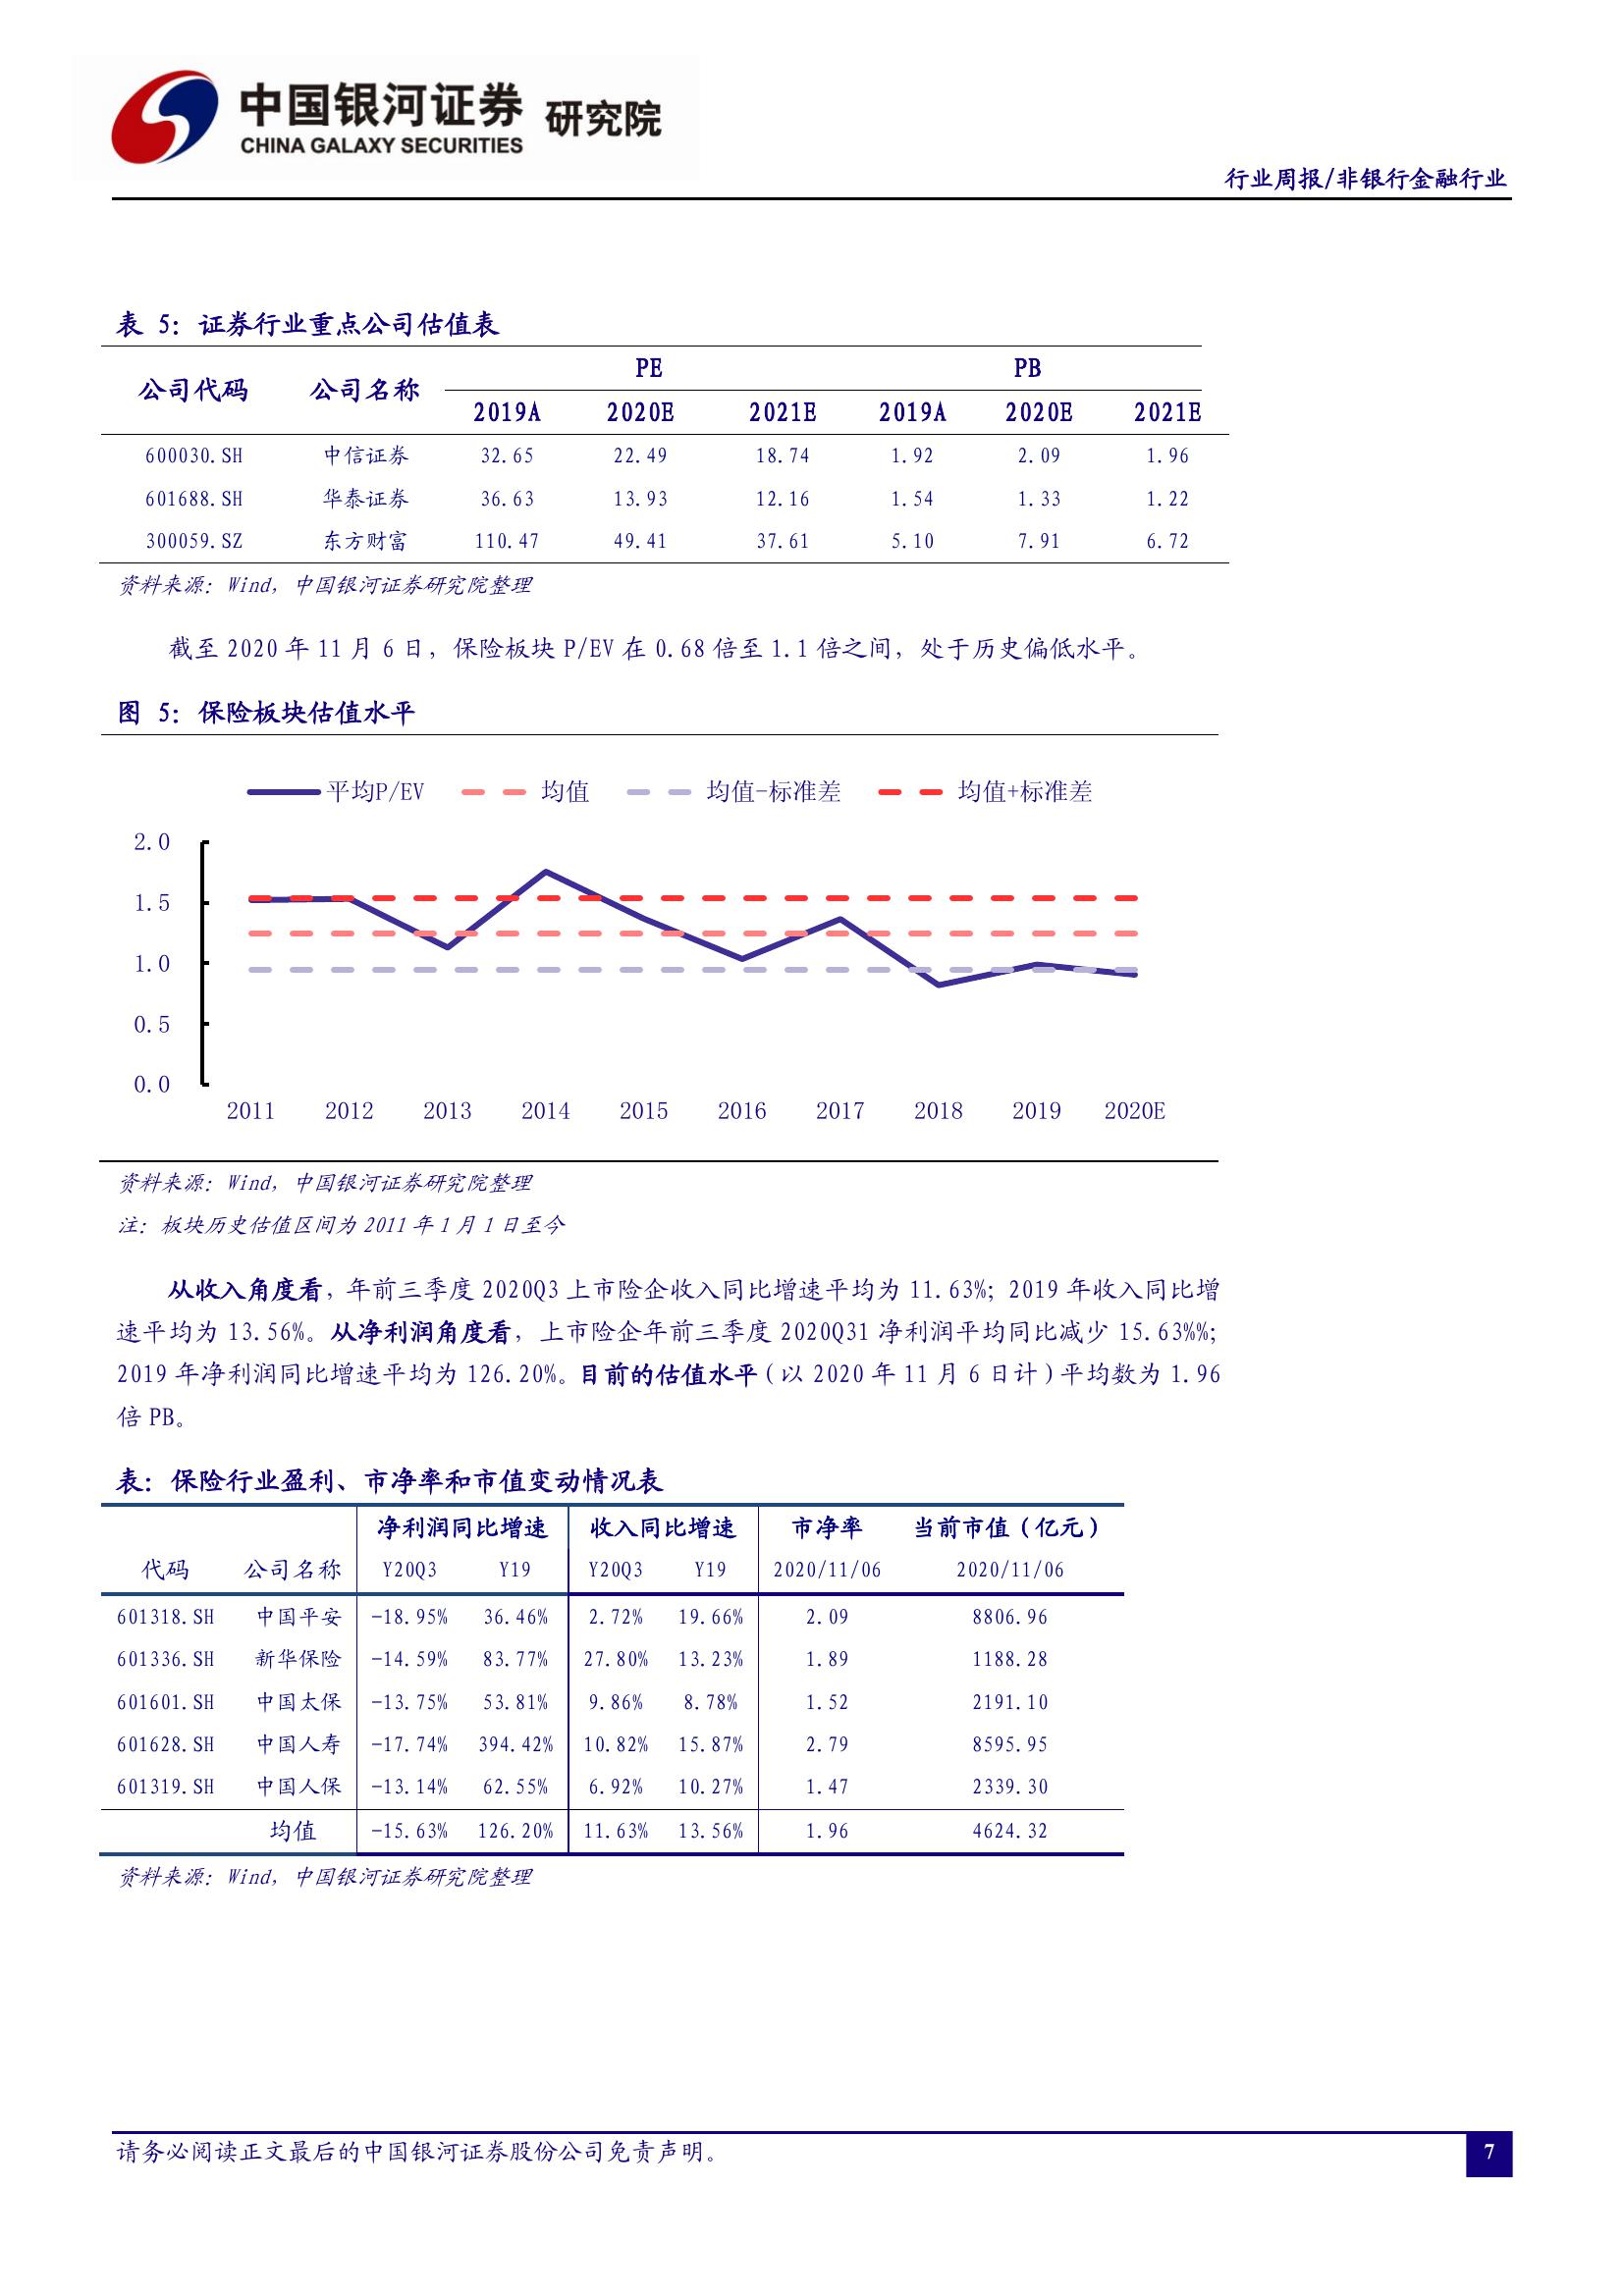 中国银河证券 研究院
CHINA GALAXY SECURITIES
行业周报/非银行金融行业
表 5：证券行业重点公司估值表
公司代码 公司名称 PE PB
2019A 2020E 2021E 2019A 2020E 2021E
600030.SH 中信证券 32.65 22.49 18.74 1.92 2.09 1.96
601688.SH 华泰证券 36.63 13.93 12.16 1.54 1.33 1.22
300059.SZ 东方财富 110.47 49.41 37.61 5.10 7.91 6.72
资料来源：Wind，中国银河证券研究院整理
截至 2020 年 11 月 6 日，保险板块 P/EV 在 0.68 倍至 1.1 倍之间，处于历史偏低水平。
图 5：保险板块估值水平
平均P/EV 均值 均值-标准差 均值+标准差
2.0
1.5
1.0
0.5
0.0
2011 2012 2013 2014 2015 2016 2017 2018 2019 2020E
资料来源：Wind，中国银河证券研究院整理
注：板块历史估值区间为 2011 年 1 月 1 日至今
从收入角度看，年前三季度 2020Q3 上市险企收入同比增速平均为 11.63%；2019 年收入同比增
速平均为 13.56%。从净利润角度看，上市险企年前三季度 2020Q31 净利润平均同比减少 15.63%%；
2019 年净利润同比增速平均为 126.20%。目前的估值水平（以 2020 年 11 月 6 日计）平均数为 1.96
倍 PB。
表：保险行业盈利、市净率和市值变动情况表
净利润同比增速 收入同比增速 市净率 当前市值（亿元）
代码 公司名称 Y20Q3 Y19 Y20Q3 Y19 2020/11/06 2020/11/06
601318.SH 中国平安 -18.95% 36.46% 2.72% 19.66% 2.09 8806.96
601336.SH 新华保险 -14.59% 83.77% 27.80% 13.23% 1.89 1188.28
601601.SH 中国太保 -13.75% 53.81% 9.86% 8.78% 1.52 2191.10
601628.SH 中国人寿 -17.74% 394.42% 10.82% 15.87% 2.79 8595.95
601319.SH 中国人保 -13.14% 62.55% 6.92% 10.27% 1.47 2339.30
均值 -15.63% 126.20% 11.63% 13.56% 1.96 4624.32
资料来源：Wind，中国银河证券研究院整理
请务必阅读正文最后的中国银河证券股份公司免责声明。
7